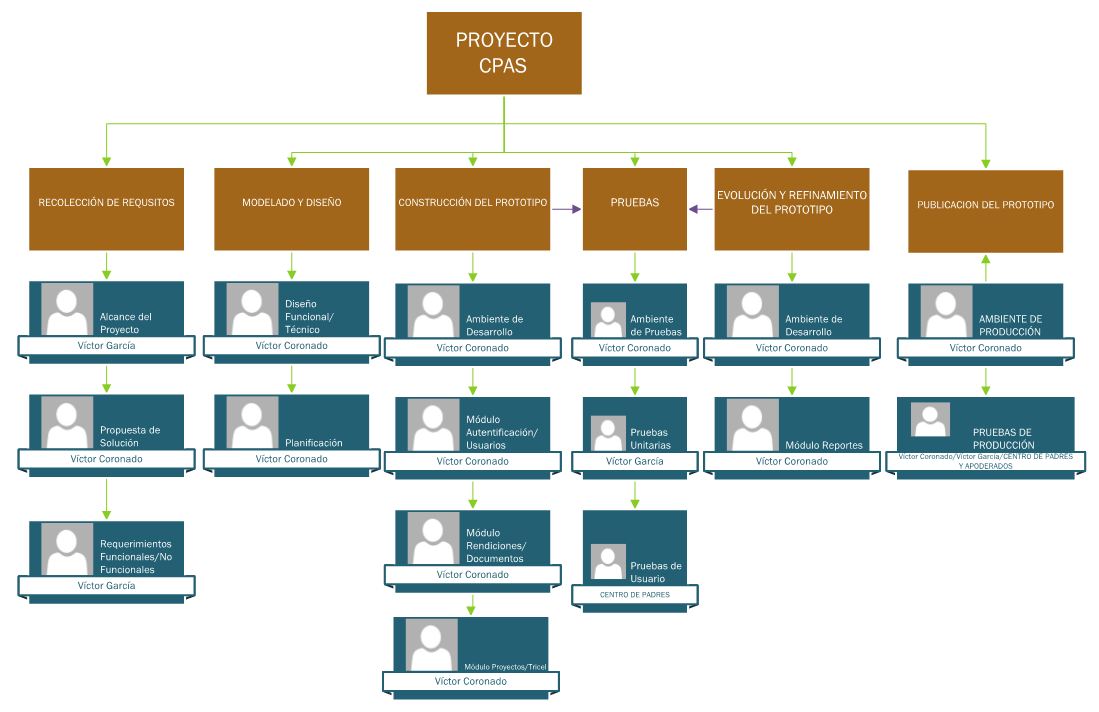 PROYECTO
CPAS
RECOLECCIÓN DE REQUSITOS
MODELADO Y DISEÑO
CONSTRUCCIÓN DEL PROTOTIPO
PRUEBAS
EVOLUCIÓN Y REFINAMIENTO
DEL PROTOTIPO
PUBLICACION DEL PROTOTIPO
Alcance del
Proyecto
Víctor García
Diseño
Funcional/
Técnico
Víctor Coronado
Ambiente de
Desarrollo
Víctor Coronado
Ambiente
de Pruebas
Víctor Coronado
Ambiente de
Desarrollo
Víctor Coronado
AMBIENTE DE
PRODUCCIÓN
Víctor Coronado
Propuesta de
Solución
Víctor Coronado
Planificación
Víctor Coronado
Módulo
Autentificación/
Usuarios
Víctor Coronado
Pruebas
Unitarias
Víctor García
Módulo Reportes
Víctor Coronado
PRUEBAS DE
PRODUCCIÓN
Víctor Coronado/Víctor García/CENTRO DE PADRES
Y APODERADOS
Requerimientos
Funcionales/No
Funcionales
Víctor García
Módulo
Rendiciones/
Documentos
Víctor Coronado
Pruebas de
Usuario
CENTRO DE PADRES
Módulo Proyectos/Tricel
Víctor Coronado